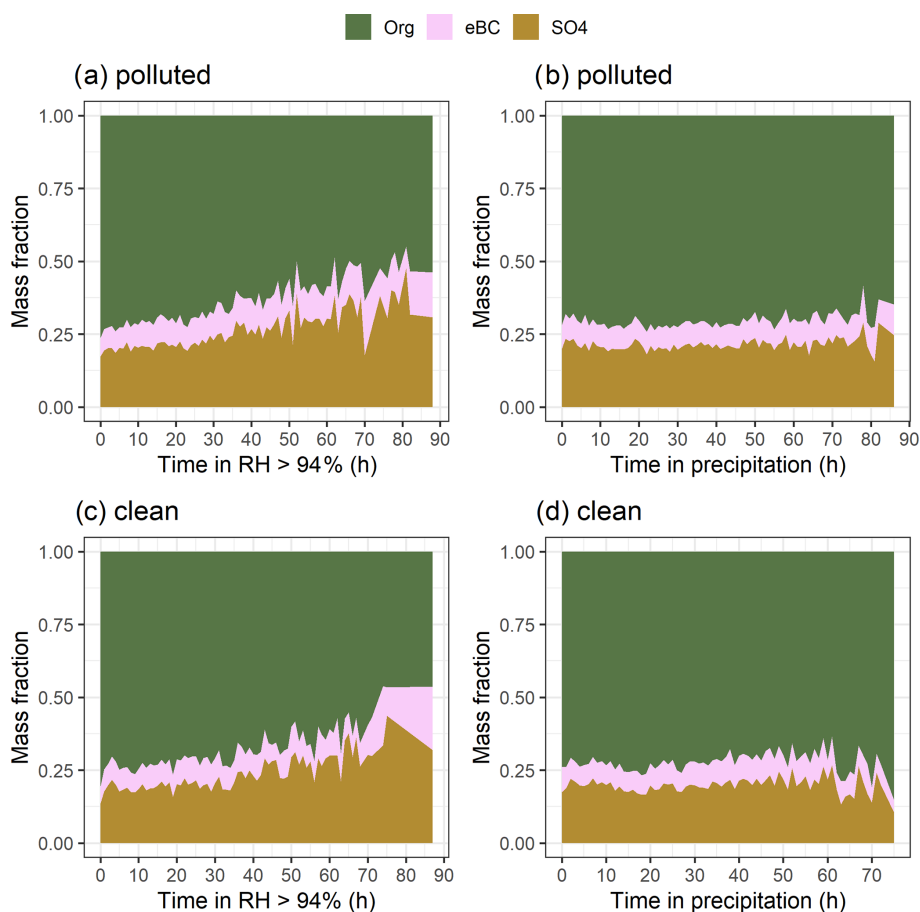 Org eBC SO4
(a) polluted
(b) polluted
Mass fraction
1.00
0.75
0.50
0.25
0.00
0 10 20 30 40 50 60 70 80 90
Time in RH > 94% (h)
Mass fraction
1.00
0.75
0.50
0.25
0.00
0 10 20 30 40 50 60 70 80 90
Time in precipitation (h)
(c) clean
(d) clean
Mass fraction
1.00
0.75
0.50
0.25
0.00
0 10 20 30 40 50 60 70 80 90
Time in RH > 94% (h)
Mass fraction
1.00
0.75
0.50
0.25
0.00
0 10 20 30 40 50 60 70
Time in precipitation (h)